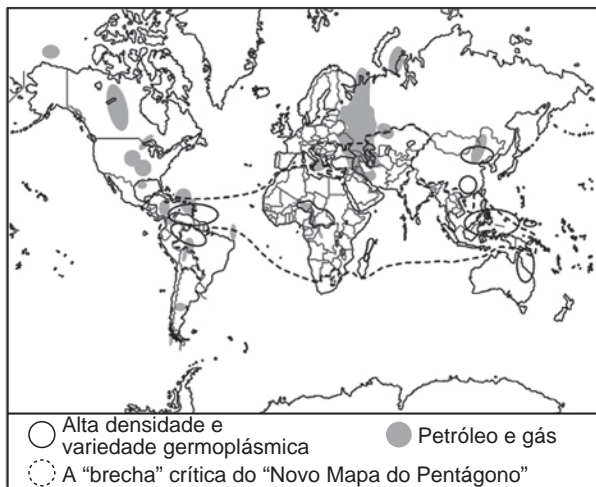 Alta densidade e
variedade germoplásmica
Petróleo e gás
A “brecha” crítica do “Novo Mapa do Pentágono”